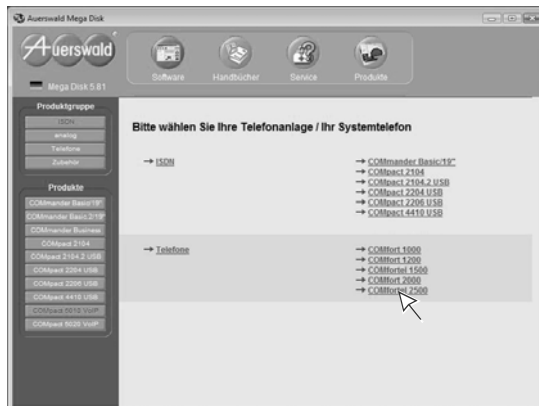 Auerswald Mega Disk
Auerswald
Software
Handbücher
Service
Produkte
Mega Disk 5.81
Produktgruppe
ISDN
analog
Telefone
Zubehör
Produkte
COMmander Basic/19"
COMmander Basic.2/19"
COMmander Business
COMpact 2104
COMpact 2104.2 USB
COMpact 2204 USB
COMpact 2206 USB
COMpact 4410 USB
COMpact 5010 VoIP
COMpact 5020 VoIP
Bitte wählen Sie Ihre Telefonanlage / Ihr Systemtelefon
→ ISDN
→ COMmander Basic/19"
→ COMpact 2104
→ COMpact 2104.2 USB
→ COMpact 2204 USB
→ COMpact 2206 USB
→ COMpact 4410 USB
→ Telefone
→ COMfort 1000
→ COMfort 1200
→ COMfortel 1500
→ COMfort 2000
→ COMfortel 2500